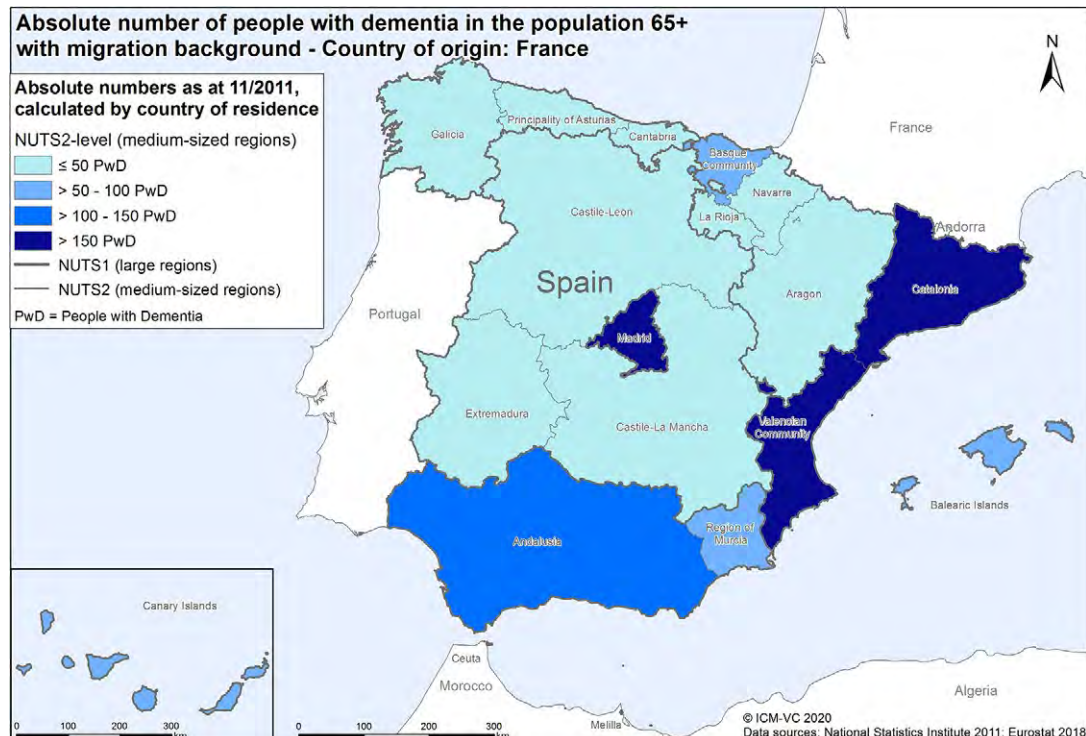 Absolute number of people with dementia in the population 65+
with migration background - Country of origin: France
Absolute numbers as at 11/2011,
calculated by country of residence
NUTS2-level (medium-sized regions)
≤ 50 PwD
> 50 - 100 PwD
> 100 - 150 PwD
> 150 PwD
NUTS1 (large regions)
NUTS2 (medium-sized regions)
PwD = People with Dementia
N
France
Galicia
Principality of Asturias
Cantabria
Basque
Community
Navarre
La Rioja
Castile-León
Andorra
Catalonia
Aragon
Spain
Portugal
Madrid
Extremadura
Castile-La Mancha
Valencian
Community
Balearic Islands
Region of
Murcia
Andalusia
Canary Islands
Ceuta
Morocco
Melilla
Algeria
0 100 200 300 km
0 100 200 300 km
© ICM-VC 2020
Data sources: National Statistics Institute 2011; Eurostat 2018